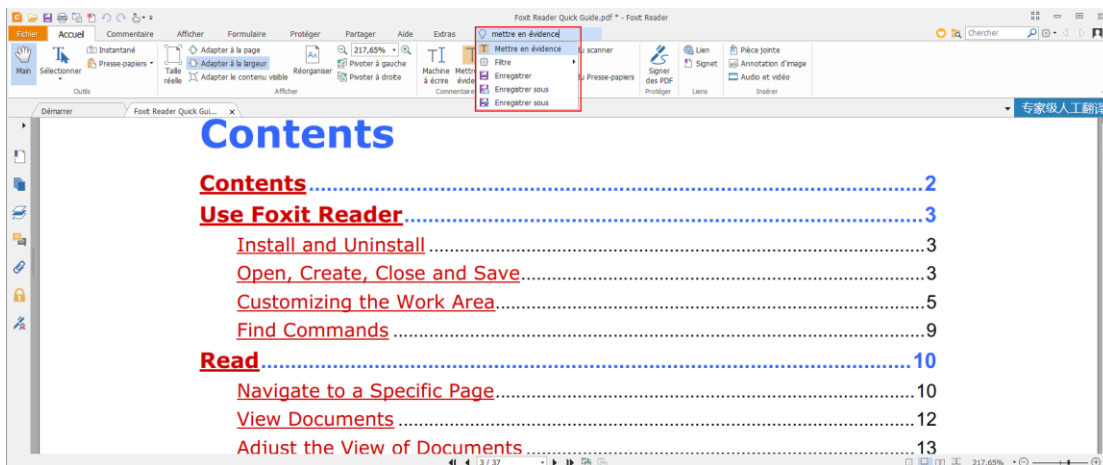 Foxit Reader Quick Guide.pdf * - Foxit Reader
Fichier Accueil Commentaire Afficher Formulaire Protéger Partager Aide Extras mettre en évidence Chercher
Main
Sélectionner
Instantané
Presse-papiers
Outils
Taille réelle
Adapter à la page
Adapter à la largeur
Adapter le contenu visible
Réorganiser
217,65%
Pivoter à gauche
Pivoter à droite
Afficher
Machine à écrire
Mettre en évidence
Filtre
Enregistrer
Enregistrer sous
Enregistrer sous
du scanner
du Presse-papiers
Signer des PDF
Protéger
Lien
Signet
Liens
Pièce jointe
Annotation d'image
Audio et vidéo
Insérer
Démarrer Foxit Reader Quick Gui... x
专家级人工翻译
Contents
Contents 2
Use Foxit Reader 3
Install and Uninstall 3
Open, Create, Close and Save 3
Customizing the Work Area 5
Find Commands 9
Read 10
Navigate to a Specific Page 10
View Documents 12
Adjust the View of Documents 13
3 / 37 217.65%